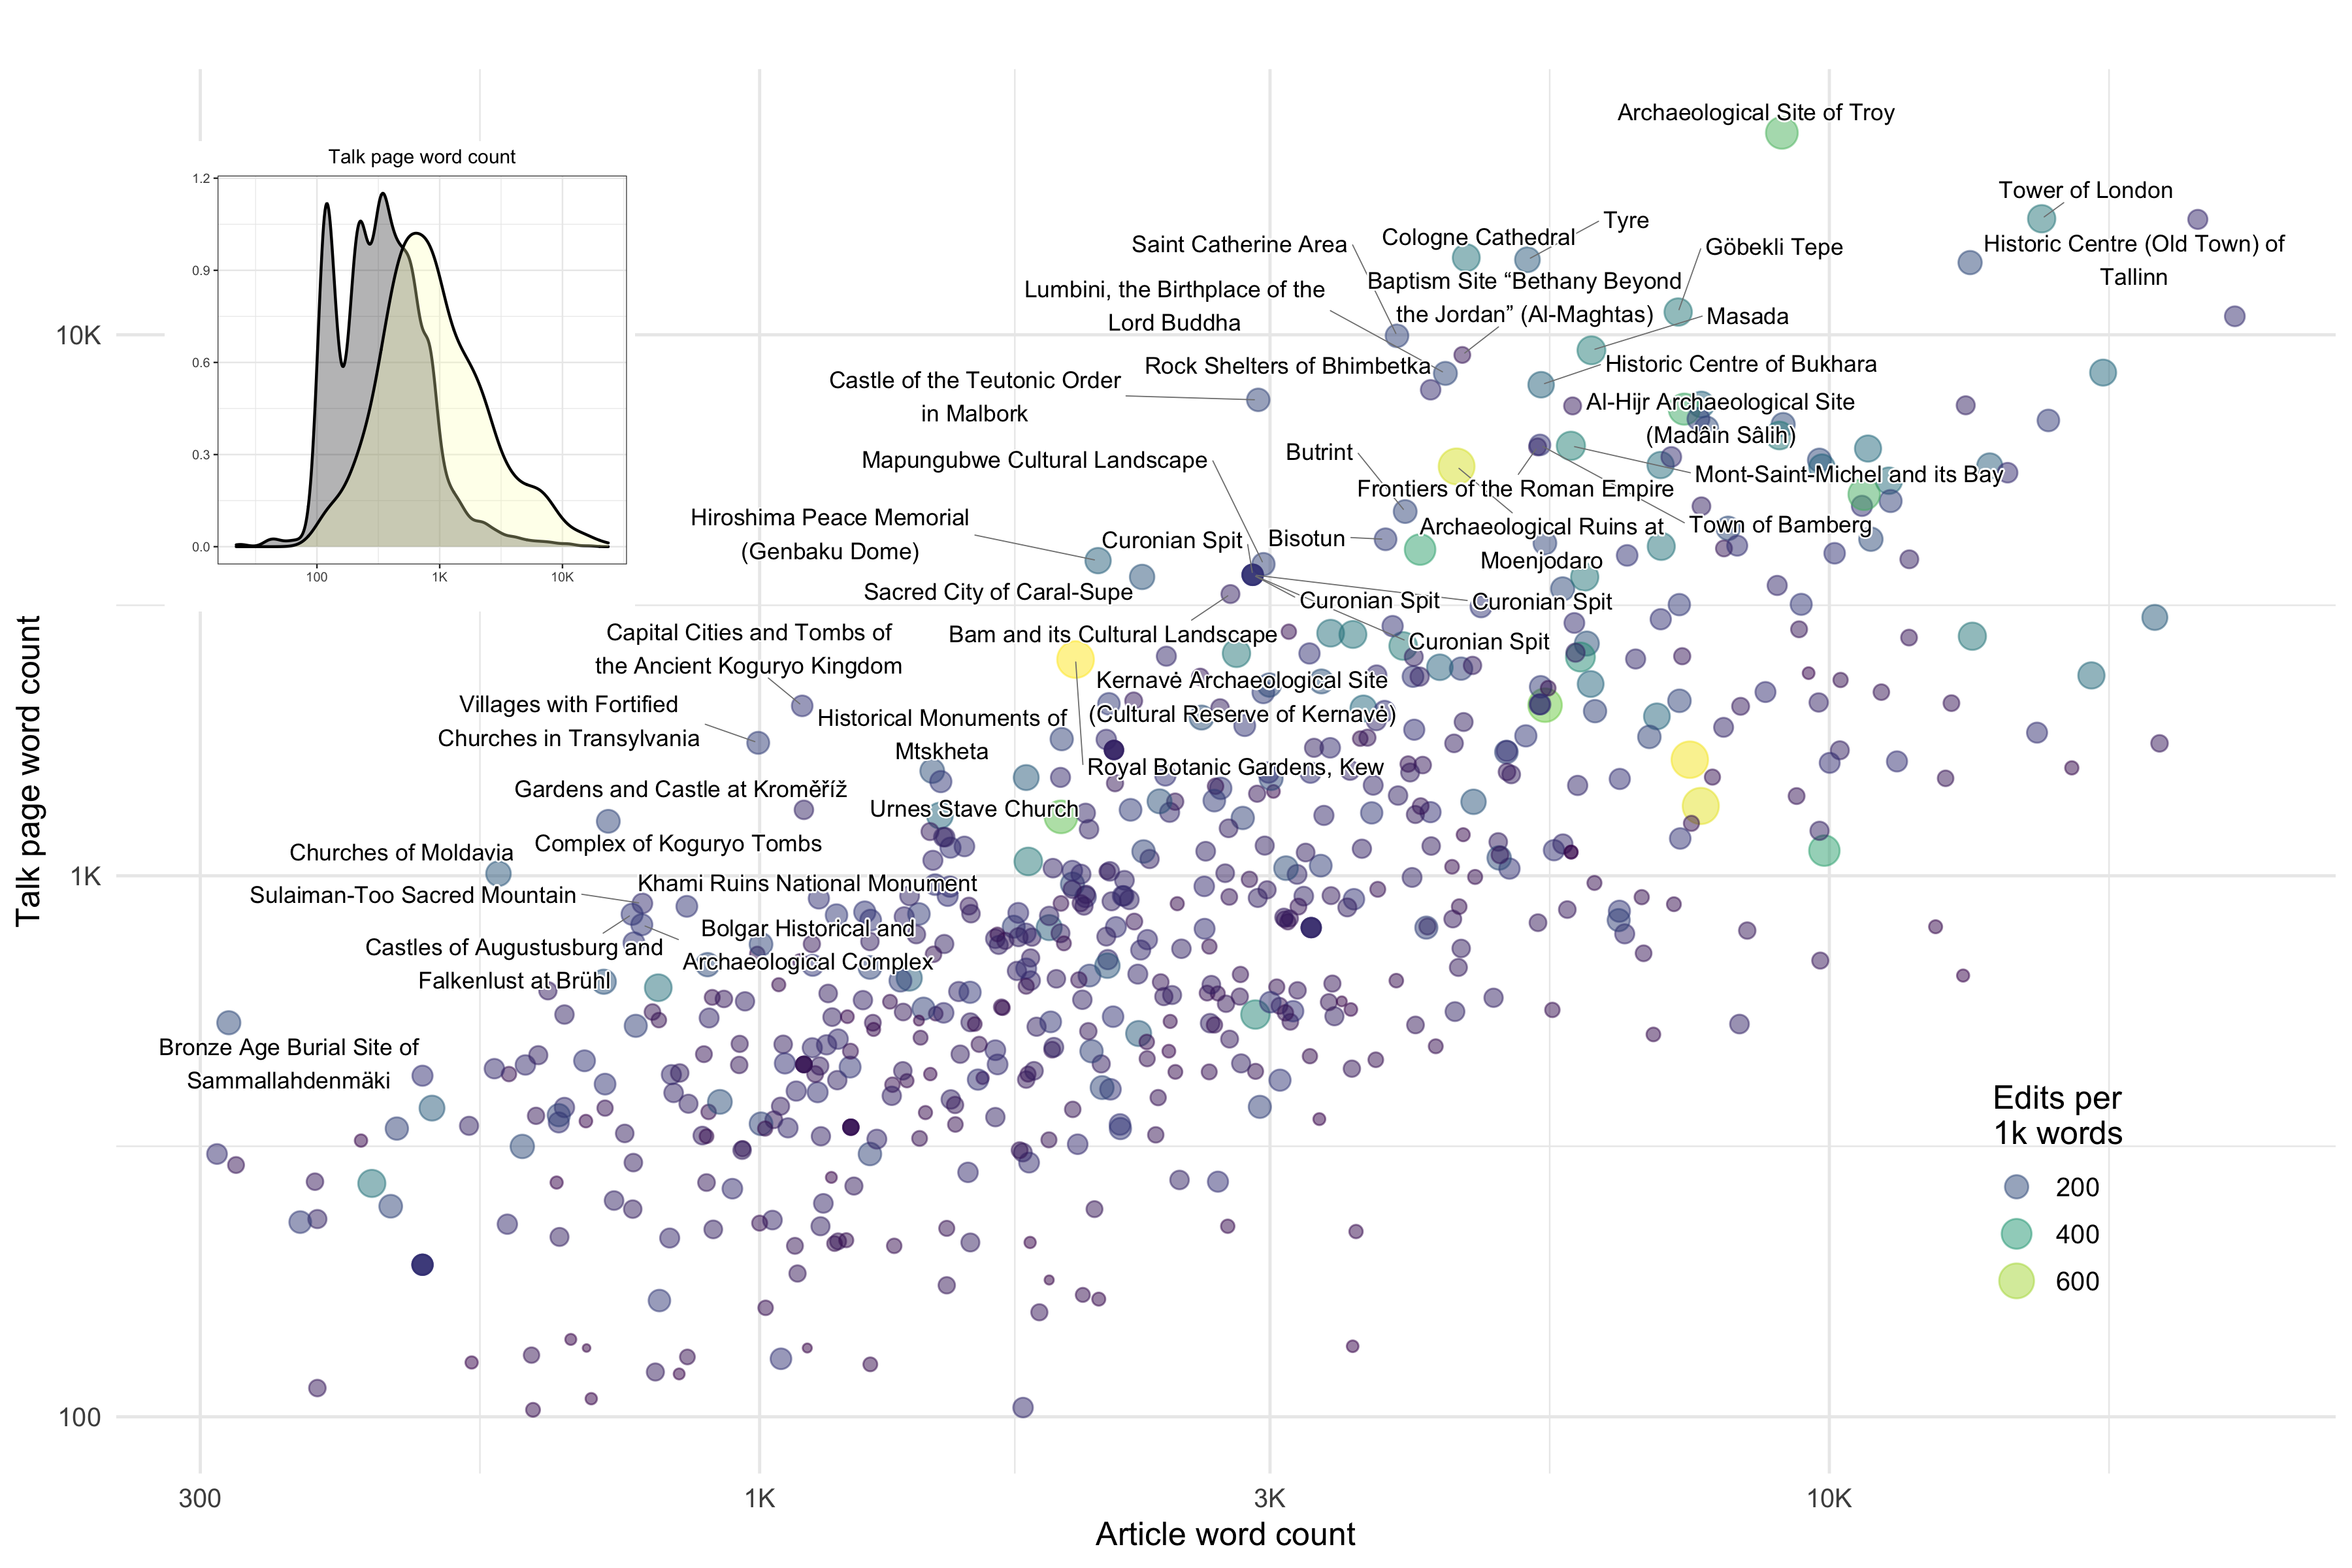 Archaeological Site of Troy
Talk page word count
1.2
0.9
0.6
0.3
0.0
100
1K
10K
Tower of London
Tyre
Cologne Cathedral
Saint Catherine Area
Göbekli Tepe
Historic Centre (Old Town) of
Tallinn
Baptism Site “Bethany Beyond
the Jordan” (Al-Maghtas)
Lumbini, the Birthplace of the
Lord Buddha
Masada
10K
Rock Shelters of Bhimbetka
Historic Centre of Bukhara
Castle of the Teutonic Order
in Malbork
Al-Hijr Archaeological Site
(Madâin Sâlih)
Butrint
Mapungubwe Cultural Landscape
Mont-Saint-Michel and its Bay
Frontiers of the Roman Empire
Hiroshima Peace Memorial
(Genbaku Dome)
Archaeological Ruins at
Moenjodaro
Town of Bamberg
Curonian Spit
Bisotun
Sacred City of Caral-Supe
Curonian Spit
Curonian Spit
Bam and its Cultural Landscape
Curonian Spit
Capital Cities and Tombs of
the Ancient Koguryo Kingdom
Kernavė Archaeological Site
(Cultural Reserve of Kernavė)
Villages with Fortified
Churches in Transylvania
Historical Monuments of
Mtskheta
Royal Botanic Gardens, Kew
Gardens and Castle at Kroměříž
Urnes Stave Church
Complex of Koguryo Tombs
Churches of Moldavia
1K
Khami Ruins National Monument
Sulaiman-Too Sacred Mountain
Bolgar Historical and
Archaeological Complex
Castles of Augustusburg and
Falkenlust at Brühl
Bronze Age Burial Site of
Sammallahdenmäki
Talk page word count
Edits per
1k words
200
400
600
100
300
1K
3K
10K
Article word count